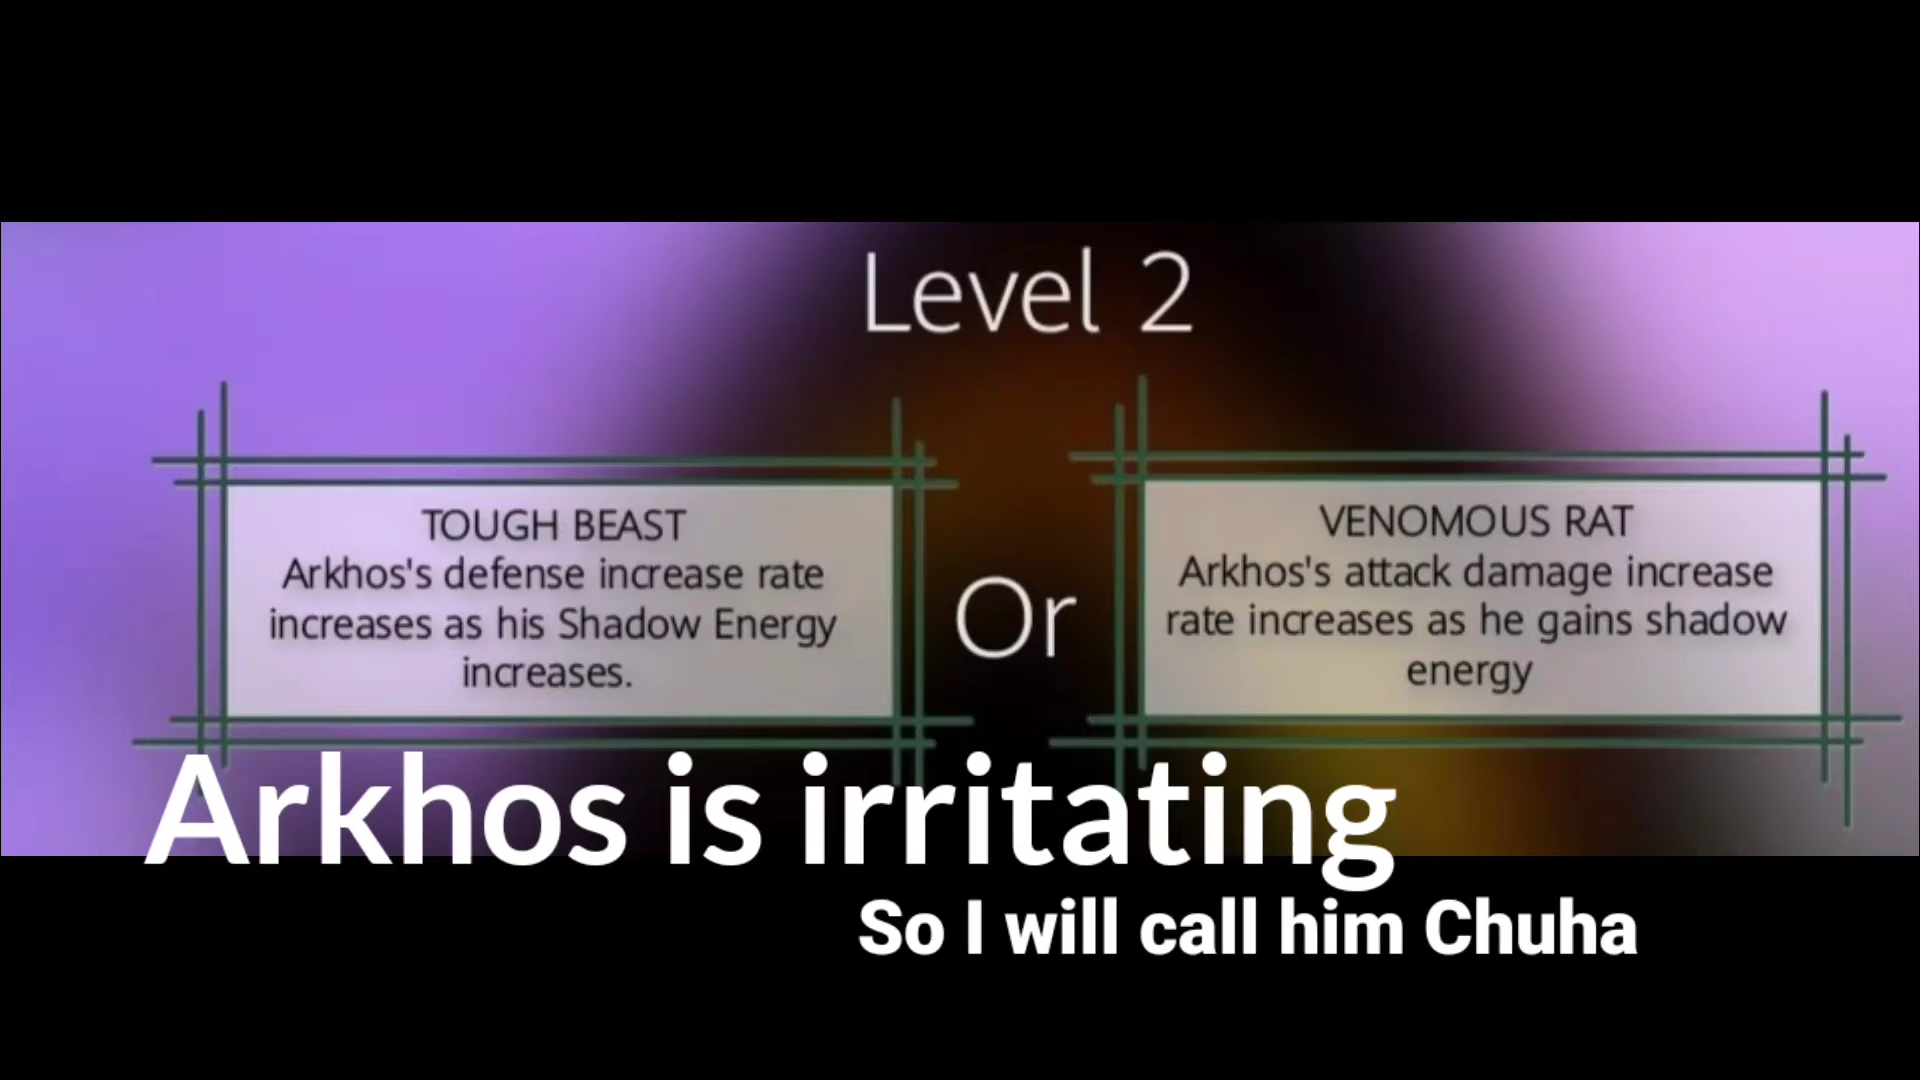 Level 2
TOUGH BEAST
Arkhos's defense increase rate
increases as his Shadow Energy
increases.
Or
VENOMOUS RAT
Arkhos's attack damage increase
rate increases as he gains shadow
energy
Arkhos is irritating
So I will call him Chuha